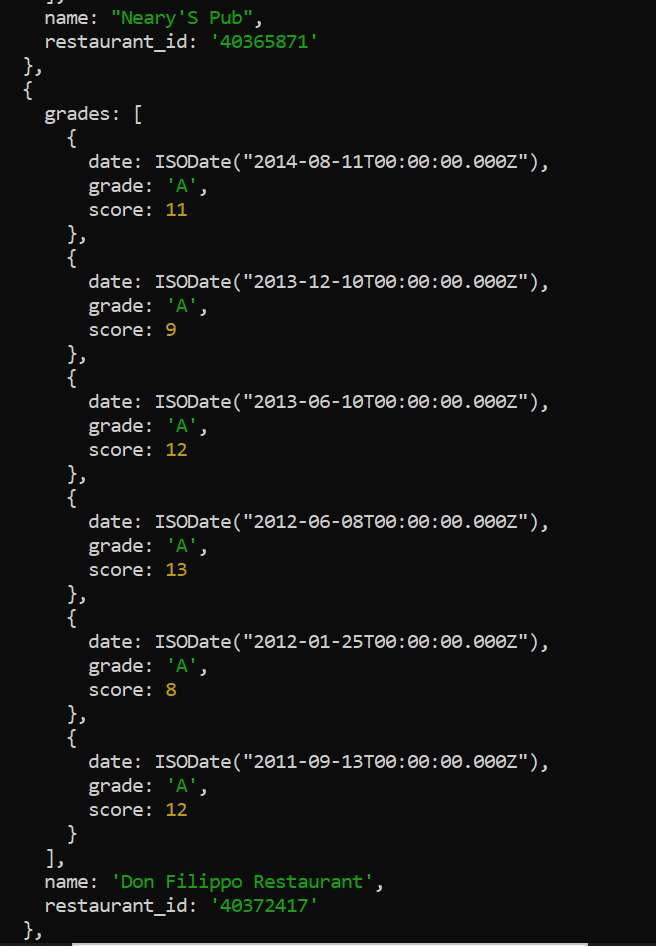 ],
name: "Neary'S Pub",
restaurant_id: '40365871'
},
{
grades: [
{
date: ISODate("2014-08-11T00:00:00.000Z"),
grade: 'A',
score: 11
},
{
date: ISODate("2013-12-10T00:00:00.000Z"),
grade: 'A',
score: 9
},
{
date: ISODate("2013-06-10T00:00:00.000Z"),
grade: 'A',
score: 12
},
{
date: ISODate("2012-06-08T00:00:00.000Z"),
grade: 'A',
score: 13
},
{
date: ISODate("2012-01-25T00:00:00.000Z"),
grade: 'A',
score: 8
},
{
date: ISODate("2011-09-13T00:00:00.000Z"),
grade: 'A',
score: 12
}
],
name: 'Don Filippo Restaurant',
restaurant_id: '40372417'
},